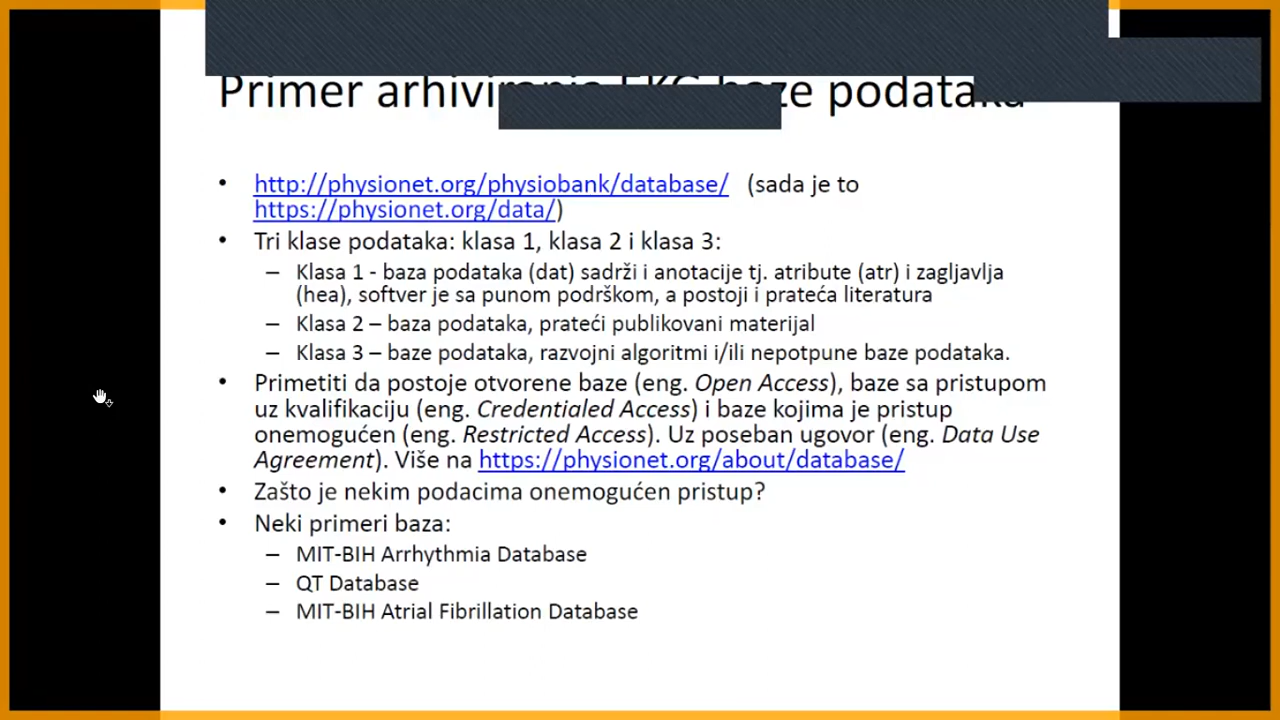 Primer arhiviranja EKG baze podataka
• http://physionet.org/physiobank/database/ (sada je to
https://physionet.org/data/)
• Tri klase podataka: klasa 1, klasa 2 i klasa 3:
– Klasa 1 - baza podataka (dat) sadrži i anotacije tj. atribute (atr) i zagljavlja
(hea), softver je sa punom podrškom, a postoji i prateća literatura
– Klasa 2 – baza podataka, prateći publikovani materijal
– Klasa 3 – baze podataka, razvojni algoritmi i/ili nepotpune baze podataka.
• Primetiti da postoje otvorene baze (eng. Open Access), baze sa pristupom
uz kvalifikaciju (eng. Credentialed Access) i baze kojima je pristup
onemogućen (eng. Restricted Access). Uz poseban ugovor (eng. Data Use
Agreement). Više na https://physionet.org/about/database/
• Zašto je nekim podacima onemogućen pristup?
• Neki primeri baza:
– MIT-BIH Arrhythmia Database
– QT Database
– MIT-BIH Atrial Fibrillation Database